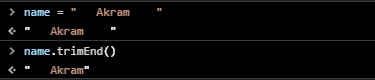 > name = "   Akram    "
<· "   Akram    "
> name.trimEnd()
<· "   Akram"